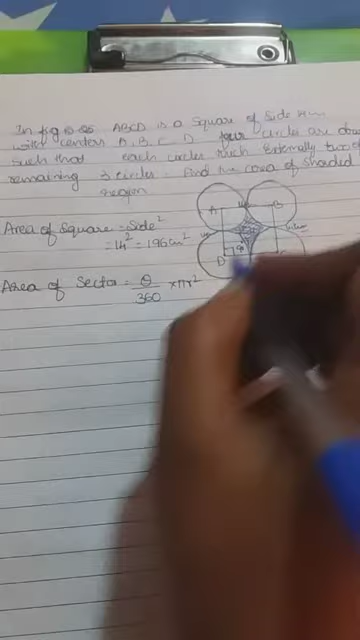 In fig ABCD is a Square of Side 14cm
with centers A, B, C, D four circles are
such that each circles touch Externally two of
remaining 3 circles. Find the area of shaded
region
A B
D 7
Area of Square = Side²
= 14² = 196cm²
Area of Sector = θ/360 × πr²